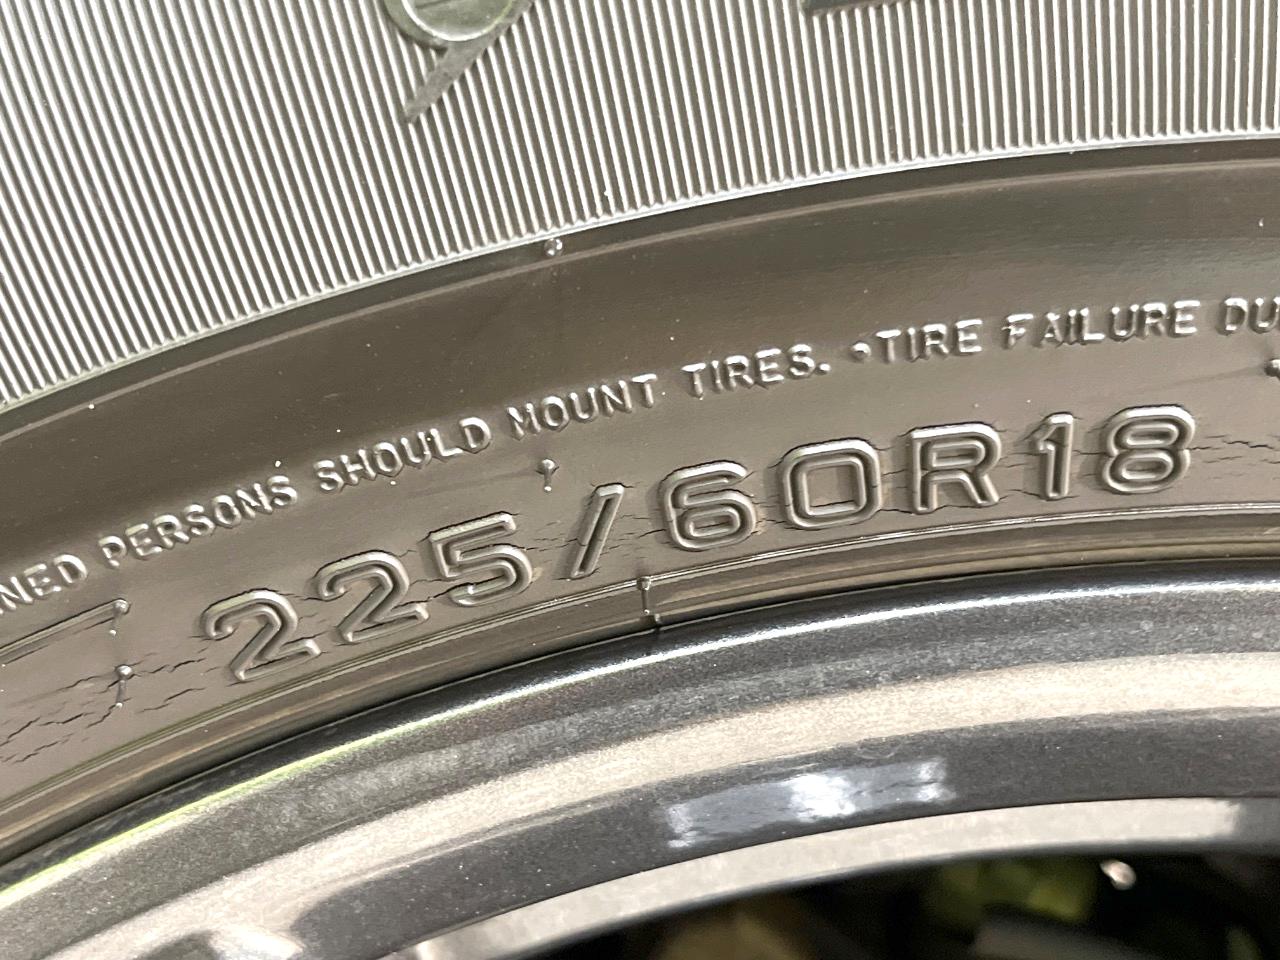 NED PERSONS SHOULD MOUNT TIRES. •TIRE FAILURE DU
225/60R18